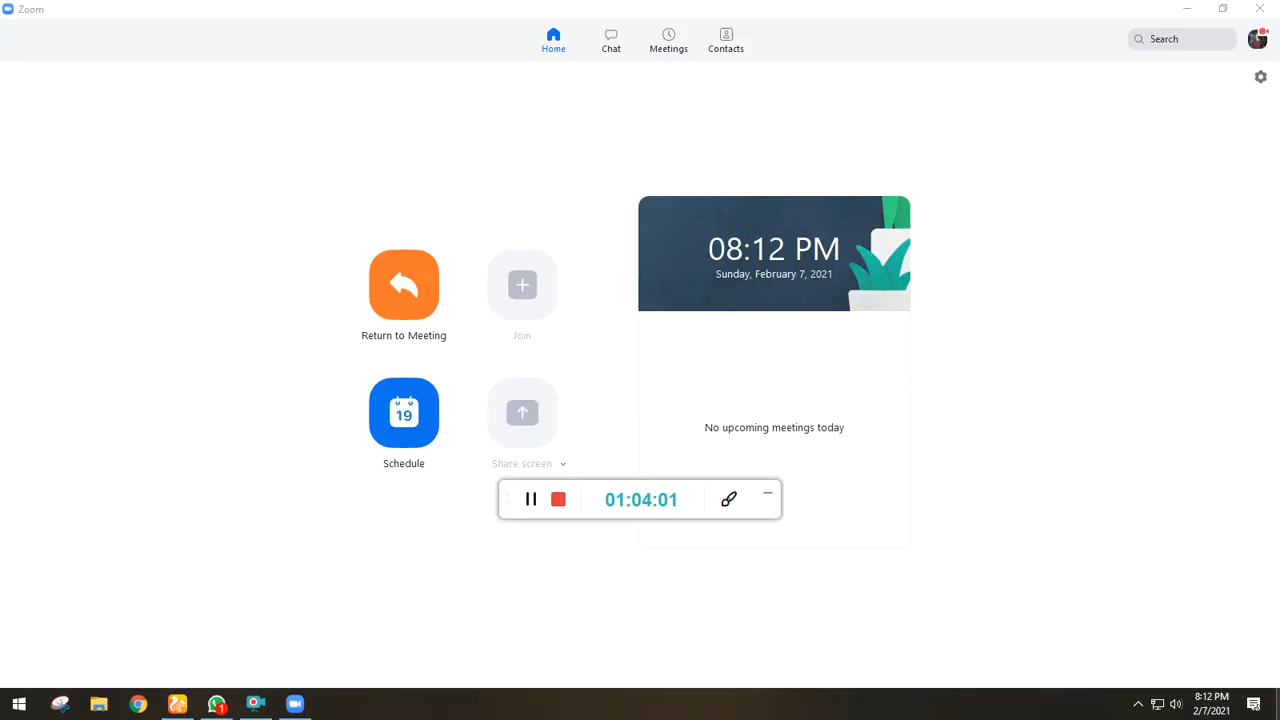 Zoom
Home
Chat
Meetings
Contacts
Search
08:12 PM
Sunday, February 7, 2021
Return to Meeting
Join
19
Schedule
Share screen
No upcoming meetings today
01:04:01
1
8:12 PM
2/7/2021